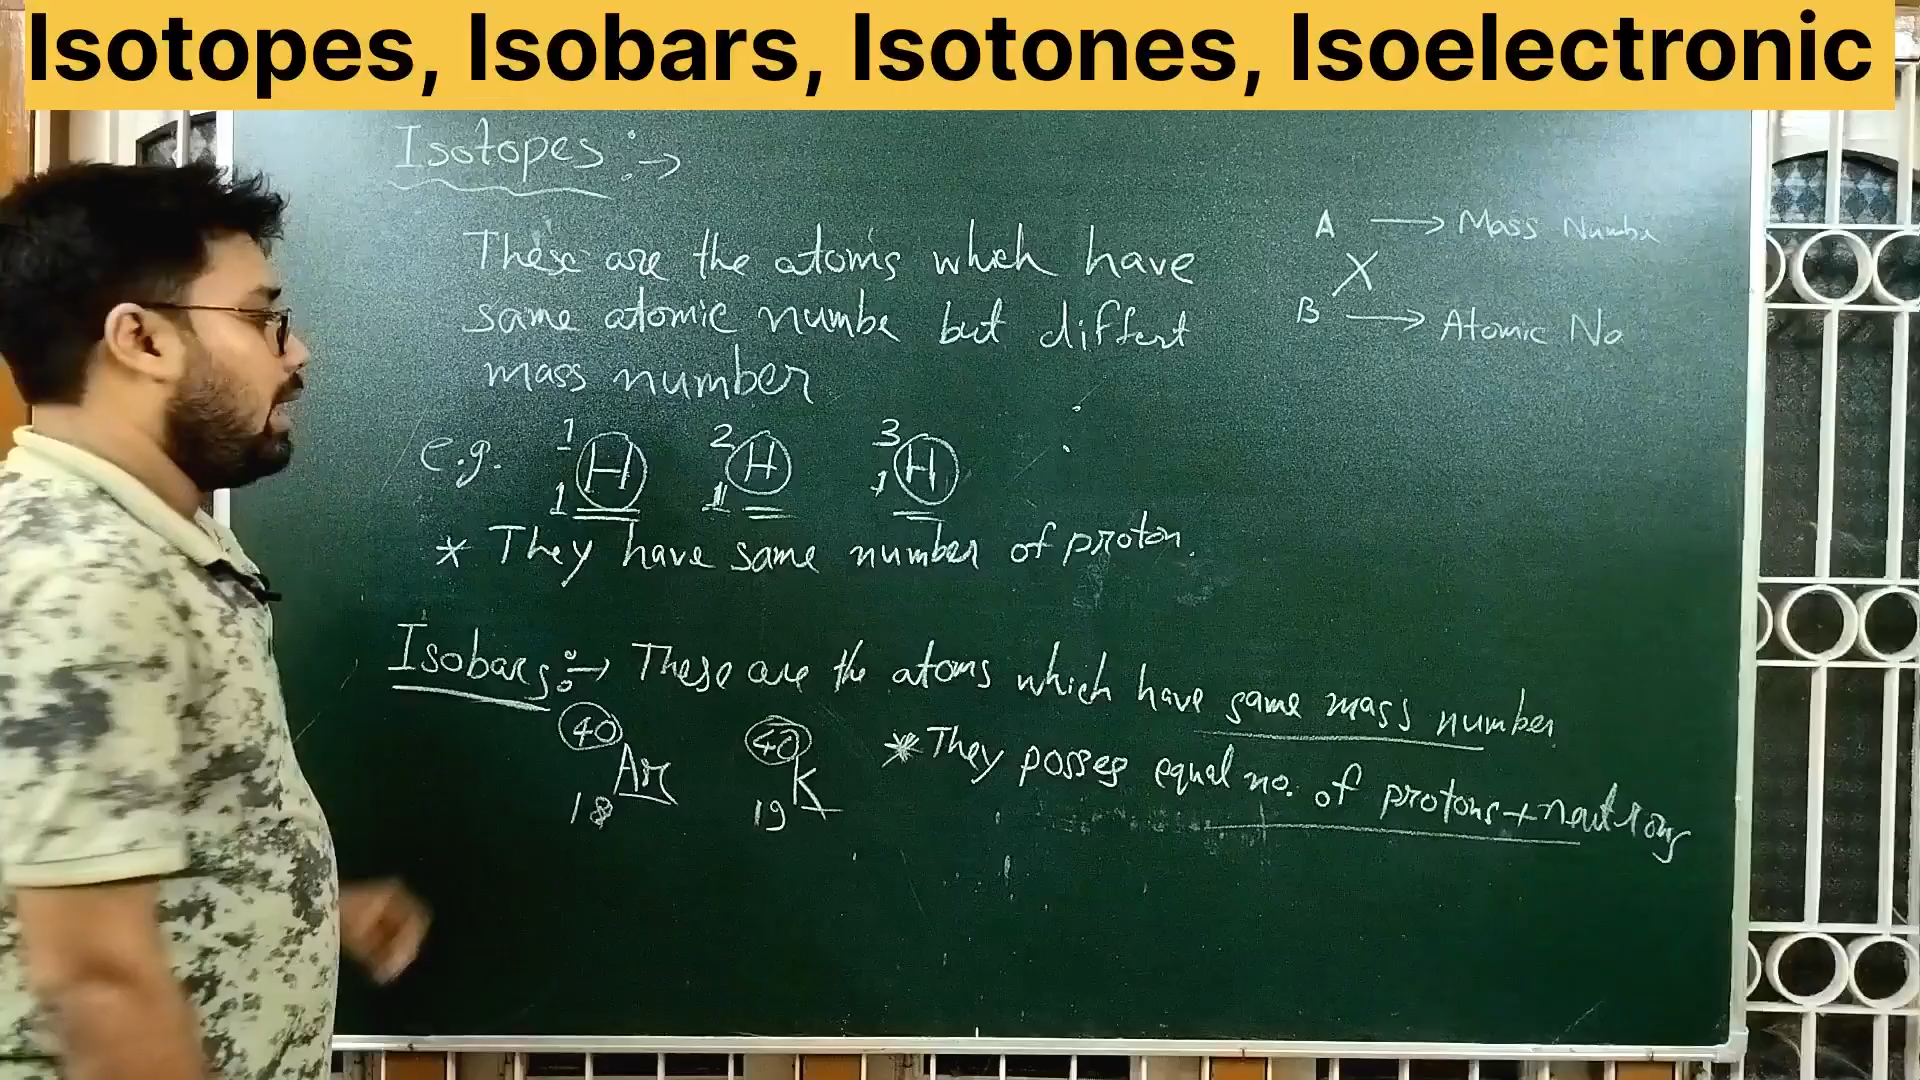 Isotopes, Isobars, Isotones, Isoelectronic
Isotopes :→
These are the atoms which have
same atomic numbe but differt
mass number
A → Mass Numbe
X
B → Atomic No
e.g. 1 1 H 2 1 H 3 1 H
* They have same number of proton.
Isobars :→ These are the atoms which have same mass number
40 18 Ar 40 19 K * They posses equal no. of protons + neutrons